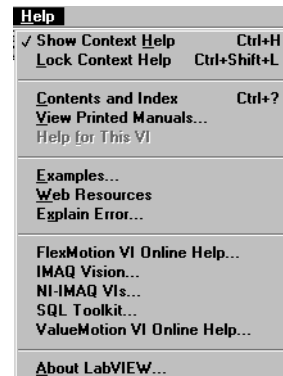 Help
✓ Show Context Help Ctrl+H
Lock Context Help Ctrl+Shift+L
Contents and Index Ctrl+?
View Printed Manuals...
Help for This VI
Examples...
Web Resources
Explain Error...
FlexMotion VI Online Help...
IMAQ Vision...
NI-IMAQ VIs...
SQL Toolkit...
ValueMotion VI Online Help...
About LabVIEW...